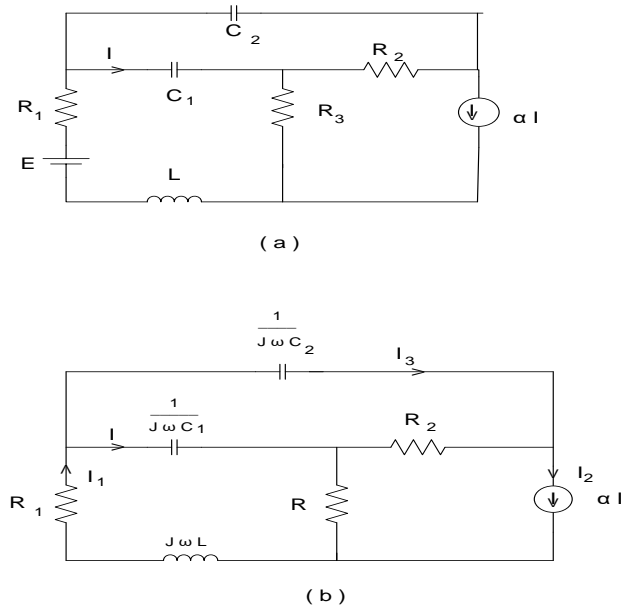 C 2
I
R 2
C 1
R 1
R 3
α I
E
L
( a )
1
J ω C 2
I 3
1
J ω C 1
I
R 2
I 1
I 2
R 1
R
α I
J ω L
( b )